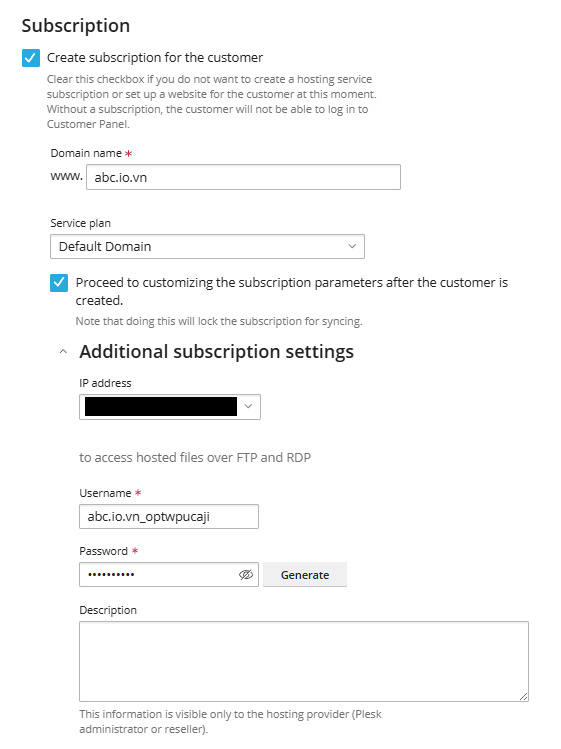 Subscription
Create subscription for the customer
Clear this checkbox if you do not want to create a hosting service
subscription or set up a website for the customer at this moment.
Without a subscription, the customer will not be able to log in to
Customer Panel.
Domain name *
www. abc.io.vn
Service plan
Default Domain
Proceed to customizing the subscription parameters after the customer is
created.
Note that doing this will lock the subscription for syncing.
Additional subscription settings
IP address
to access hosted files over FTP and RDP
Username *
abc.io.vn_optwpucaji
Password *
••••••••••
Generate
Description
This information is visible only to the hosting provider (Plesk
administrator or reseller).